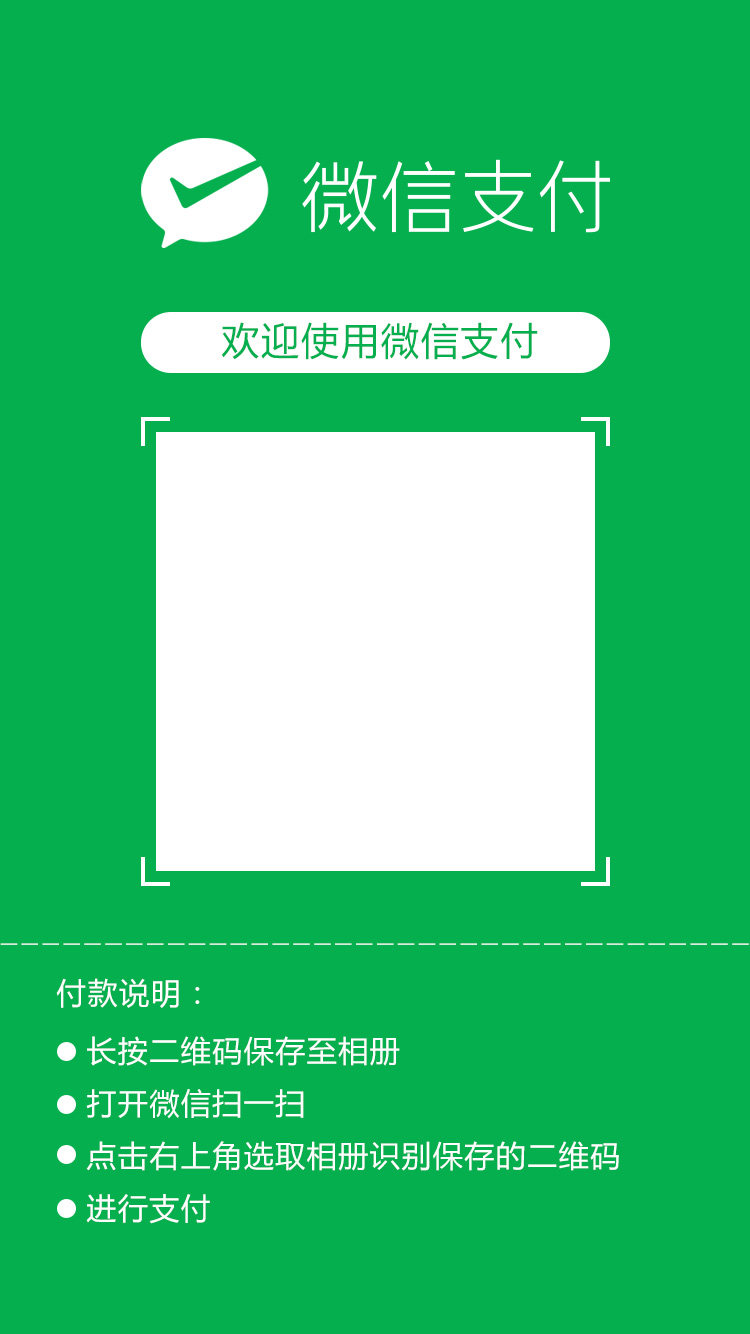 微信支付
欢迎使用微信支付
付款说明：
长按二维码保存至相册
打开微信扫一扫
点击右上角选取相册识别保存的二维码
进行支付